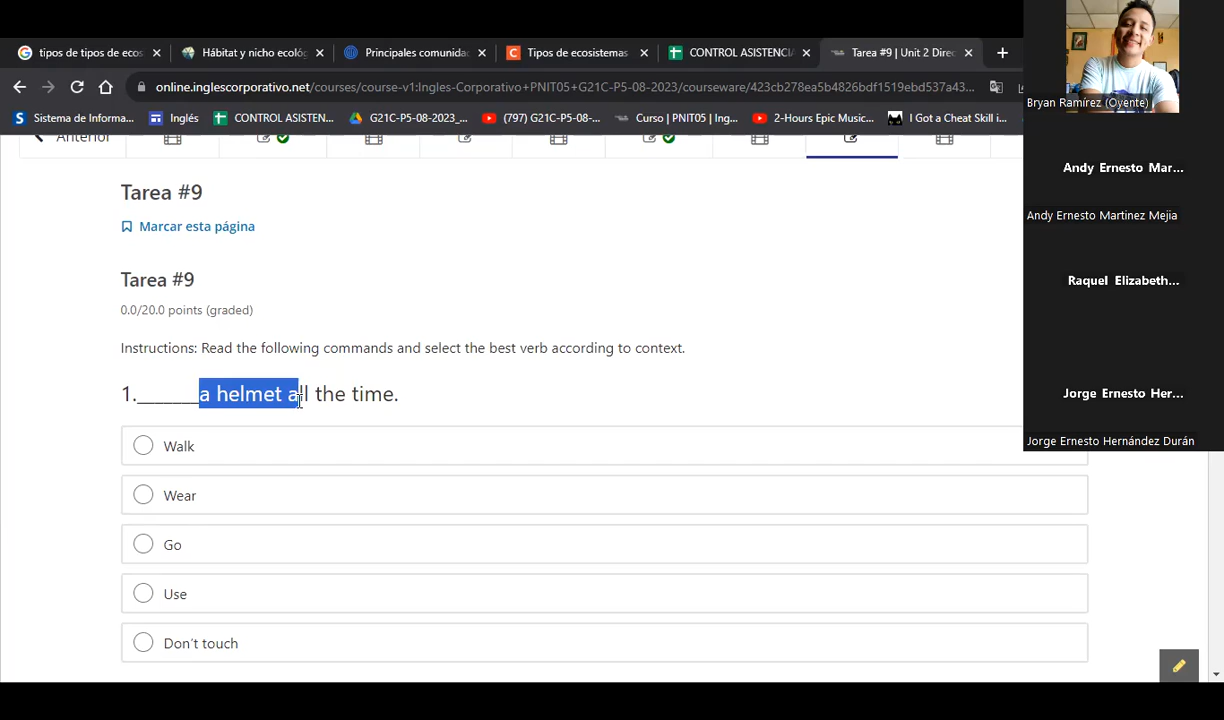 tipos de tipos de ecos
Hábitat y nicho ecoló
Principales comunida
Tipos de ecosistemas
CONTROL ASISTENCI
Tarea #9 | Unit 2 Direc
online.inglescorporativo.net/courses/course-v1:Ingles-Corporativo+PNIT05+G21C-P5-08-2023/courseware/423cb278ea5b4826bdf1519ebd537a43...
Sistema de Informa...
Inglés
CONTROL ASISTEN...
G21C-P5-08-2023_...
(797) G21C-P5-08-...
Curso | PNIT05 | Ing...
2-Hours Epic Music...
I Got a Cheat Skill i...
Anterior
Tarea #9
Marcar esta página
Tarea #9
0.0/20.0 points (graded)
Instructions: Read the following commands and select the best verb according to context.
1._______a helmet all the time.
Walk
Wear
Go
Use
Don´t touch
Bryan Ramírez (Oyente)
Andy Ernesto Mar...
Andy Ernesto Martinez Mejia
Raquel Elizabeth...
Jorge Ernesto Her...
Jorge Ernesto Hernández Durán